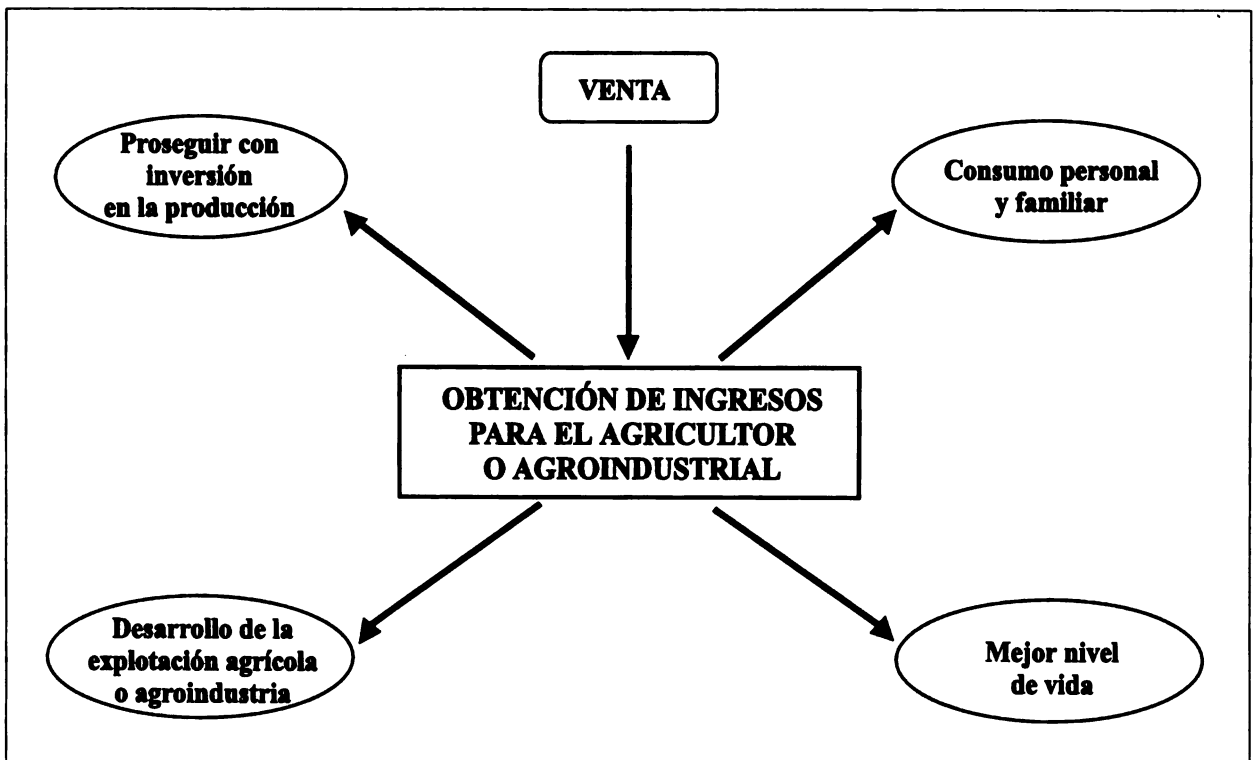 VENTA
Proseguir con
inversión
en la producción
Consumo personal
y familiar
OBTENCIÓN DE INGRESOS
PARA EL AGRICULTOR
O AGROINDUSTRIAL
Desarrollo de la
explotación agrícola
o agroindustria
Mejor nivel
de vida